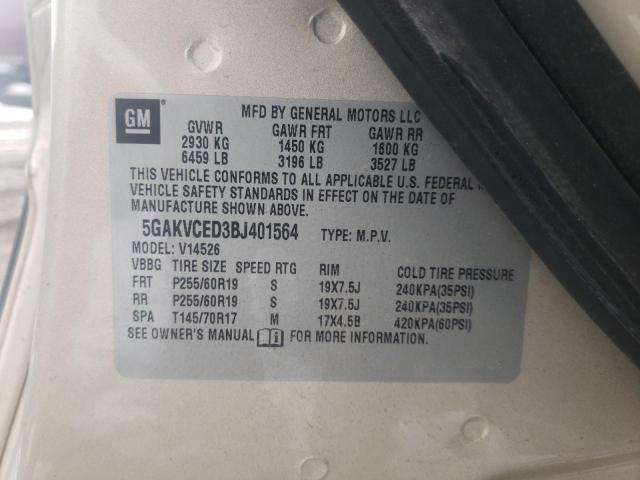 GM ®
MFD BY GENERAL MOTORS LLC
GVWR GAWR FRT GAWR RR
2930 KG 1450 KG 1600 KG
6459 LB 3196 LB 3527 LB
THIS VEHICLE CONFORMS TO ALL APPLICABLE U.S. FEDERAL
VEHICLE SAFETY STANDARDS IN EFFECT ON THE DATE OF
MANUFACTURE SHOWN ABOVE.
5GAKVCED3BJ401564 TYPE: M.P.V.
MODEL: V14526
VBBG TIRE SIZE SPEED RTG RIM COLD TIRE PRESSURE
FRT P255/60R19 S 19X7.5J 240KPA(35PSI)
RR P255/60R19 S 19X7.5J 240KPA(35PSI)
SPA T145/70R17 M 17X4.5B 420KPA(60PSI)
SEE OWNER'S MANUAL FOR MORE INFORMATION.